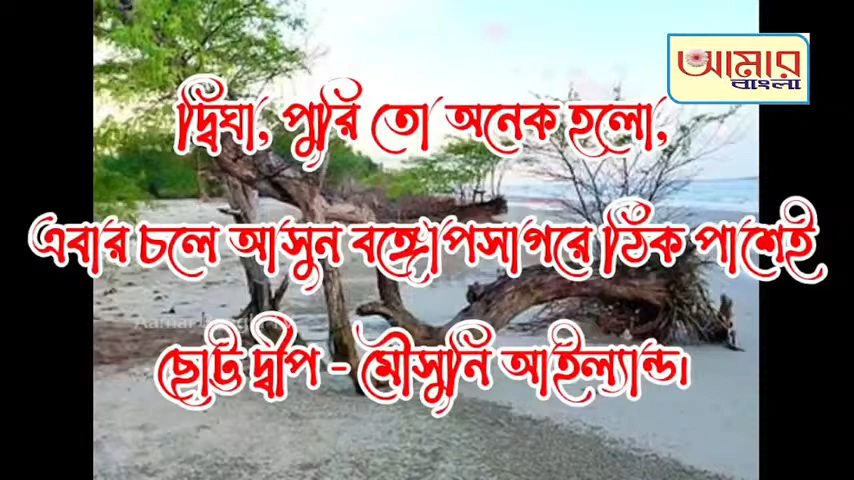 আমার
বাংলা
দ্বিঘা, পুরি তো অনেক হলো,
এবার চলে আসুন বঙ্গোপসাগরে ঠিক পাশেই
ছোট্ট দ্বীপ - মৌসুনি আইল্যান্ড।